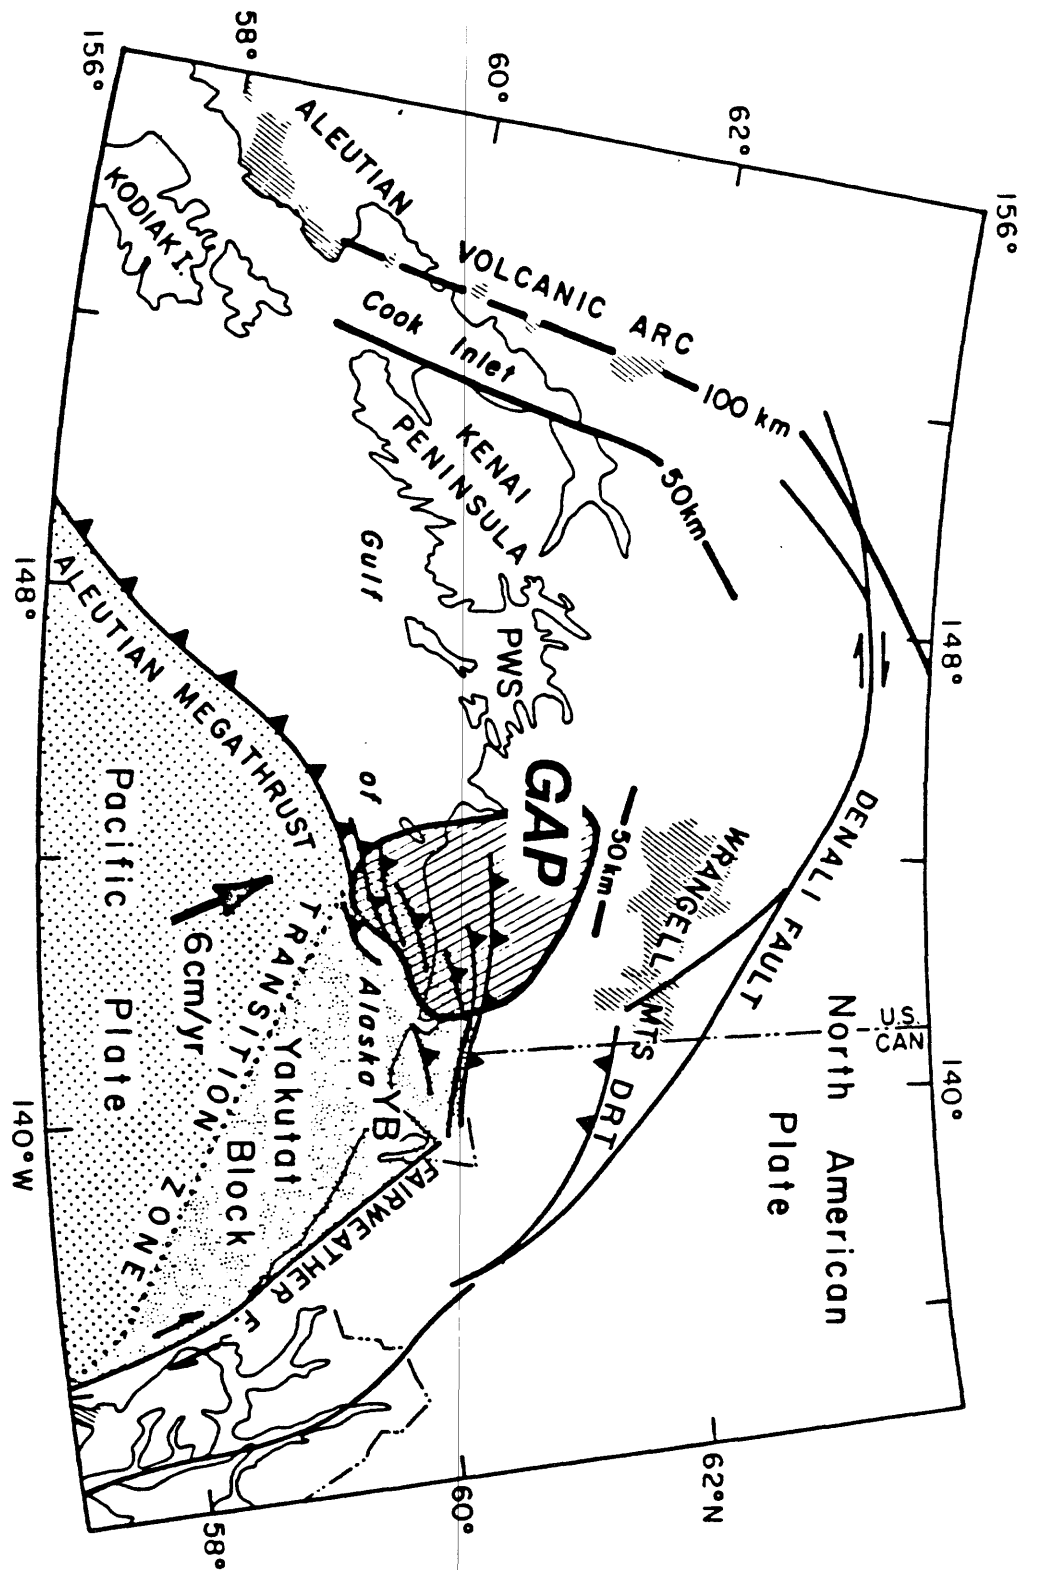 156°
62°
60°
58°
156°
148°
148°
140°
140°W
62°N
60°
58°
ALEUTIAN
VOLCANIC ARC
100 km
50km
Cook Inlet
KODIAK I.
KENAI
PENINSULA
PWS
GAP
50km
Gulf
of
Alaska
YB
WRANGELL MTS
DRT
DENALI FAULT
U.S.
CAN
North American
Plate
FAIRWEATHER F.
ALEUTIAN MEGATHRUST
TRANSITION ZONE
Yakutat
Block
6cm/yr
Pacific Plate